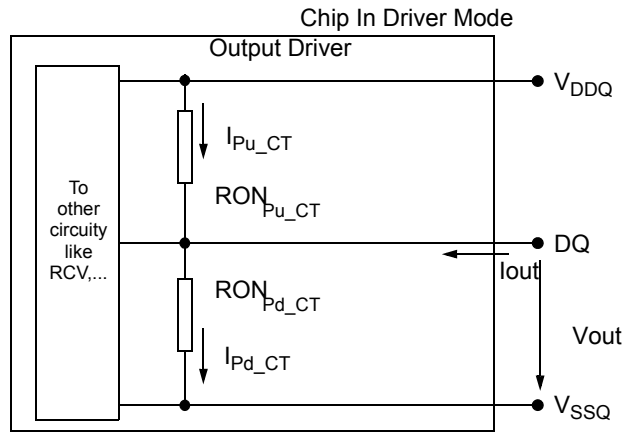 Chip In Driver Mode
Output Driver
V_DDQ
I_Pu_CT
RON_Pu_CT
To
other
circuity
like
RCV,...
DQ
Iout
RON_Pd_CT
Vout
I_Pd_CT
V_SSQ